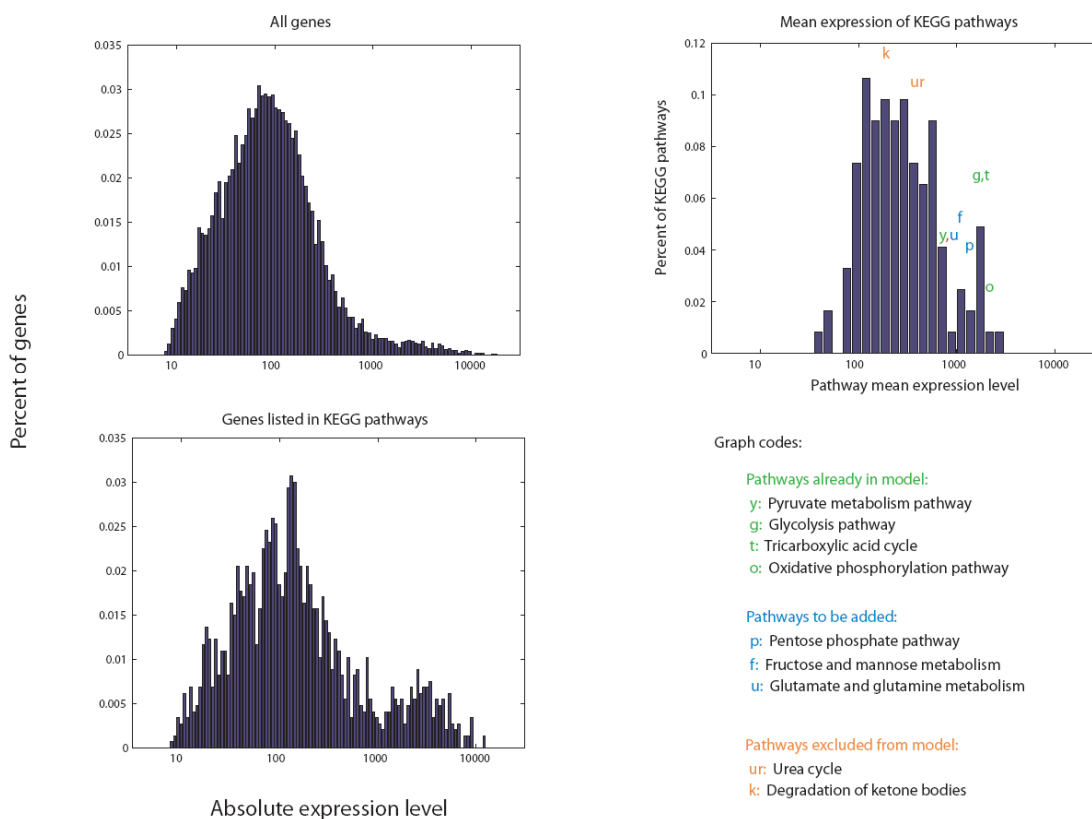 All genes
0.035
0.03
0.025
0.02
0.015
0.01
0.005
0
10
100
1000
10000
Mean expression of KEGG pathways
0.12
0.1
0.08
0.06
0.04
0.02
0
Percent of KEGG pathways
k
ur
g,t
f
y,u
p
o
10
100
1000
10000
Pathway mean expression level
Percent of genes
Genes listed in KEGG pathways
0.035
0.03
0.025
0.02
0.015
0.01
0.005
0
10
100
1000
10000
Absolute expression level
Graph codes:
Pathways already in model:
y: Pyruvate metabolism pathway
g: Glycolysis pathway
t: Tricarboxylic acid cycle
o: Oxidative phosphorylation pathway
Pathways to be added:
p: Pentose phosphate pathway
f: Fructose and mannose metabolism
u: Glutamate and glutamine metabolism
Pathways excluded from model:
ur: Urea cycle
k: Degradation of ketone bodies